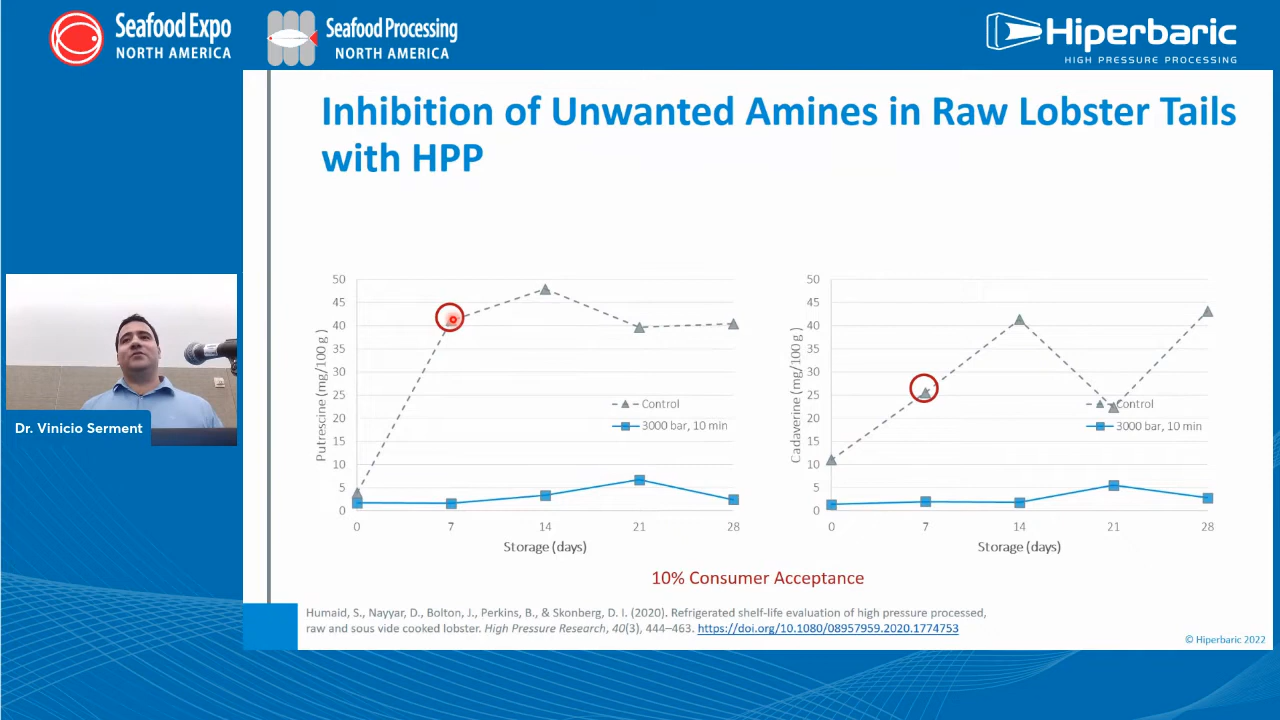 Seafood Expo
NORTH AMERICA
Seafood Processing
NORTH AMERICA
Hiperbaric
HIGH PRESSURE PROCESSING
Inhibition of Unwanted Amines in Raw Lobster Tails
with HPP
Dr. Vinicio Serment
Putrescine (mg/100 g )
50
45
40
35
30
25
20
15
10
5
0
Control
3000 bar, 10 min
0 7 14 21 28
Storage (days)
Cadaverine (mg/100 g )
50
45
40
35
30
25
20
15
10
5
0
Control
3000 bar, 10 min
0 7 14 21 28
Storage (days)
10% Consumer Acceptance
Humaid, S., Nayyar, D., Bolton, J., Perkins, B., & Skonberg, D. I. (2020). Refrigerated shelf-life evaluation of high pressure processed,
raw and sous vide cooked lobster. High Pressure Research, 40(3), 444–463. https://doi.org/10.1080/08957959.2020.1774753
© Hiperbaric 2022